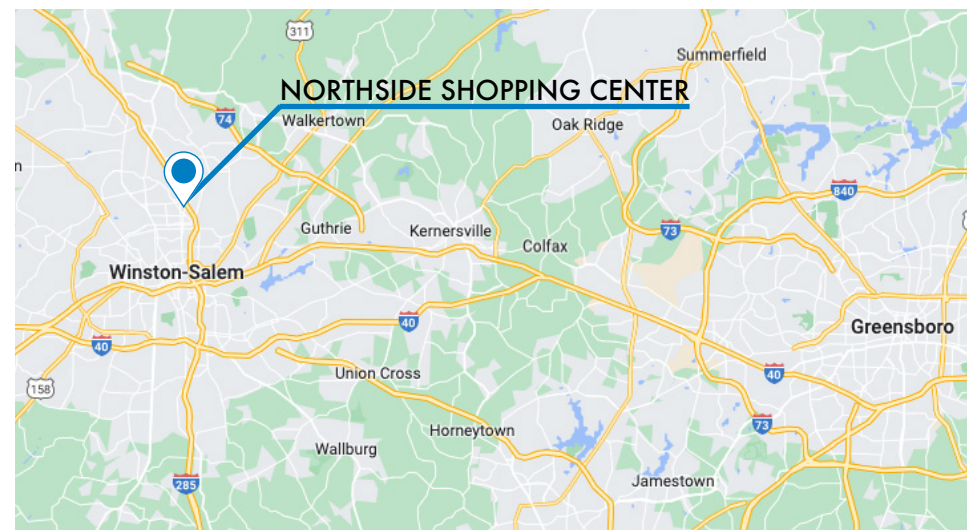 311
Summerfield
NORTHSIDE SHOPPING CENTER
74
Walkertown
Oak Ridge
n
840
Guthrie
Kernersville
73
Colfax
Winston-Salem
40
Greensboro
40
Union Cross
40
158
73
Horneytown
Wallburg
285
Jamestown